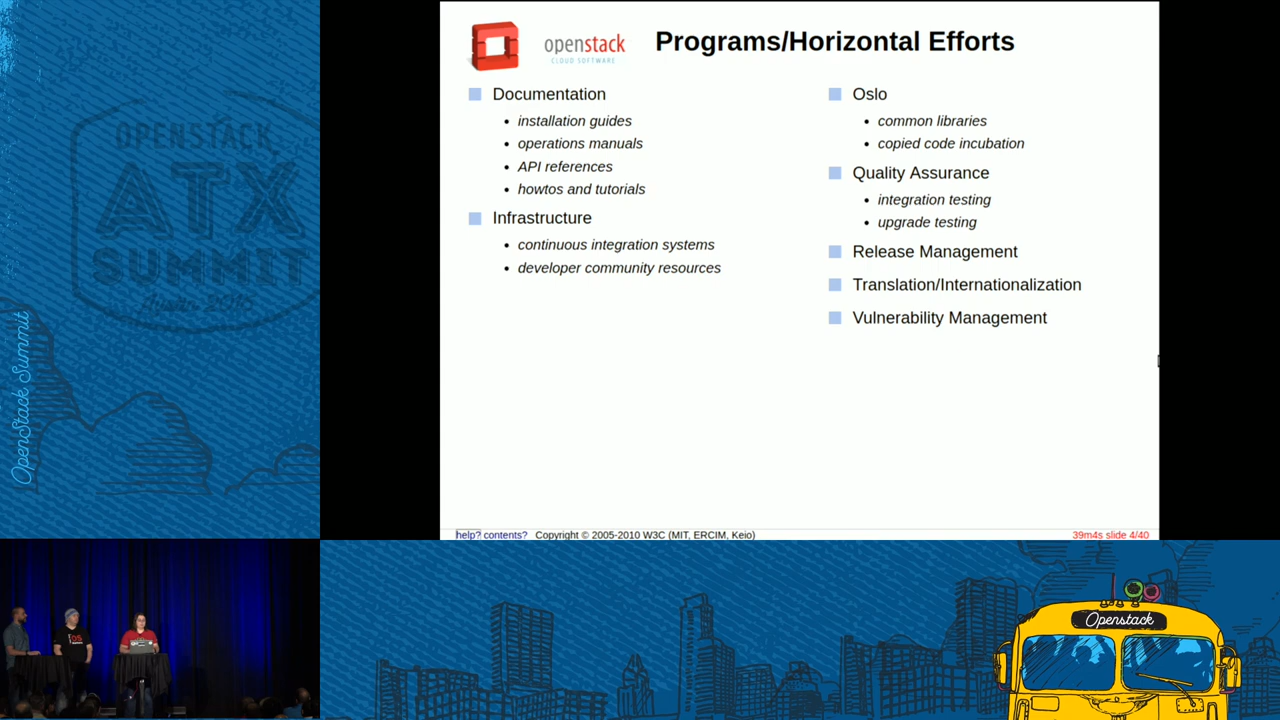 OPENSTACK
ATX
SUMMIT
OpenStack Summit
openstack
CLOUD SOFTWARE
Programs/Horizontal Efforts
Documentation
installation guides
operations manuals
API references
howtos and tutorials
Infrastructure
continuous integration systems
developer community resources
Oslo
common libraries
copied code incubation
Quality Assurance
integration testing
upgrade testing
Release Management
Translation/Internationalization
Vulnerability Management
help? contents? Copyright © 2005-2010 W3C (MIT, ERCIM, Keio)
39m4s slide 4/40
Openstack